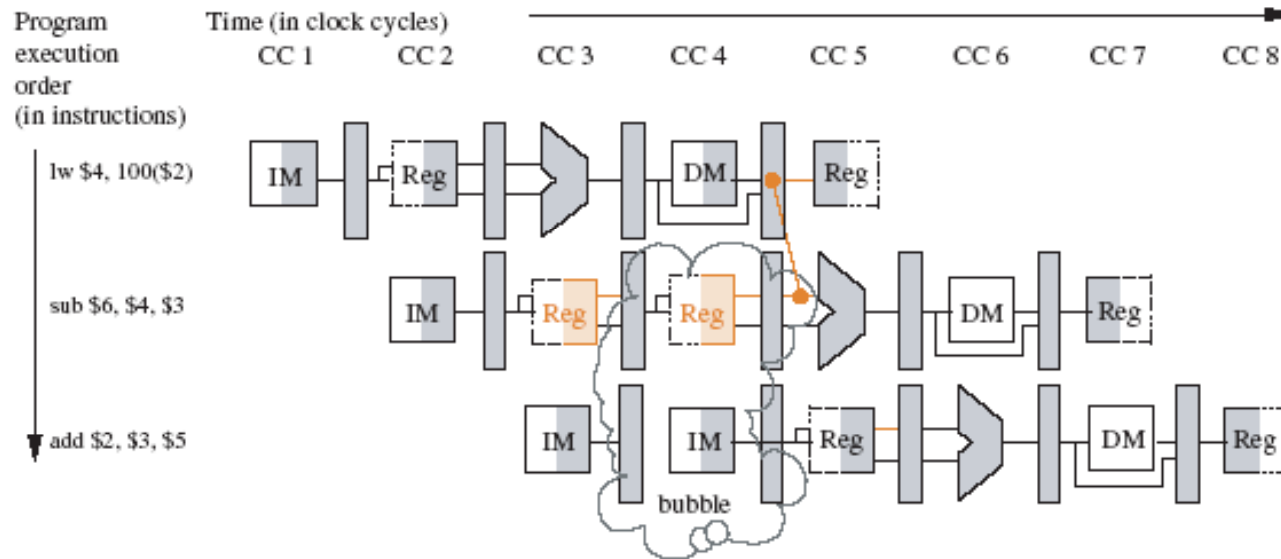 Program
execution
order
(in instructions)
Time (in clock cycles)
CC 1 CC 2 CC 3 CC 4 CC 5 CC 6 CC 7 CC 8
lw $4, 100($2)
IM Reg DM Reg
sub $6, $4, $3
IM Reg Reg DM Reg
add $2, $3, $5
IM IM Reg DM Reg
bubble